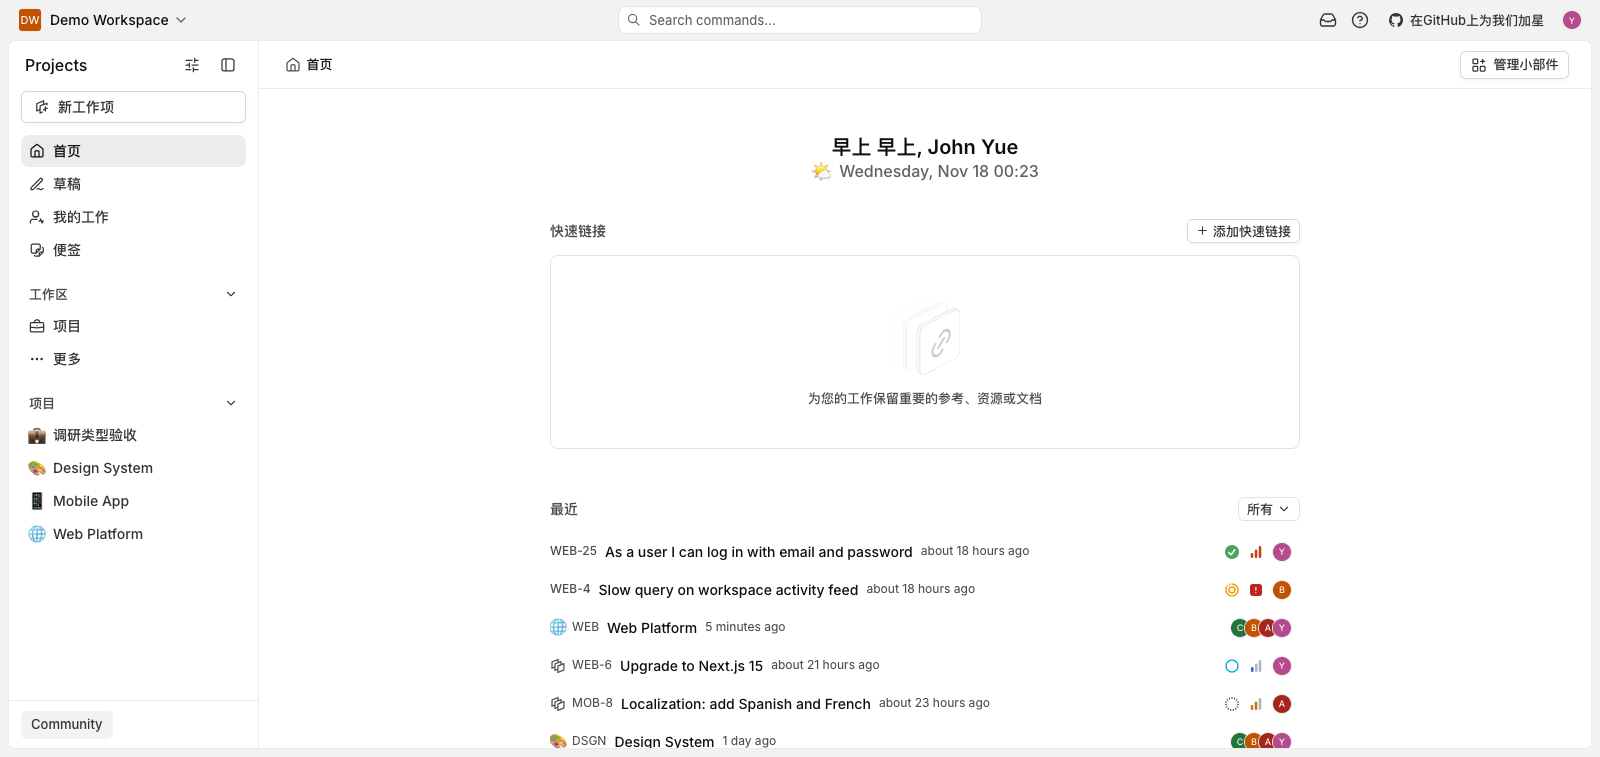 DW Demo Workspace
Search commands...
在GitHub上为我们加星
Y
Projects
新工作项
首页
草稿
我的工作
便签
工作区
项目
更多
项目
调研类型验收
Design System
Mobile App
Web Platform
Community
首页
管理小部件
早上 早上, John Yue
Wednesday, Nov 18 00:23
快速链接
添加快速链接
为您的工作保留重要的参考、资源或文档
最近
所有
WEB-25 As a user I can log in with email and password about 18 hours ago Y
WEB-4 Slow query on workspace activity feed about 18 hours ago B
WEB Web Platform 5 minutes ago C B A Y
WEB-6 Upgrade to Next.js 15 about 21 hours ago Y
MOB-8 Localization: add Spanish and French about 23 hours ago A
DSGN Design System 1 day ago C B A Y